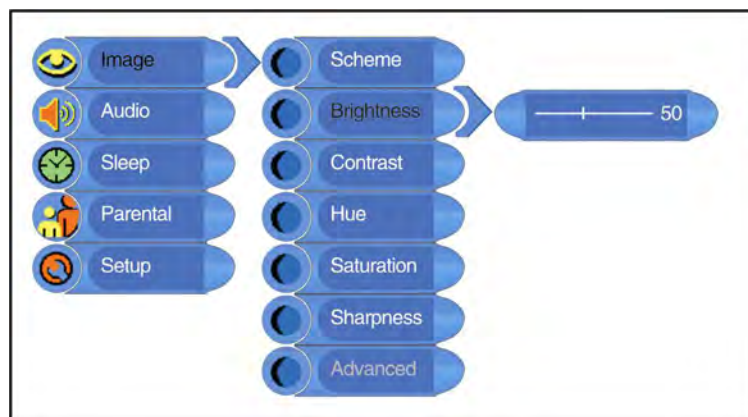 Image
Audio
Sleep
Parental
Setup
Scheme
Brightness
Contrast
Hue
Saturation
Sharpness
Advanced
50